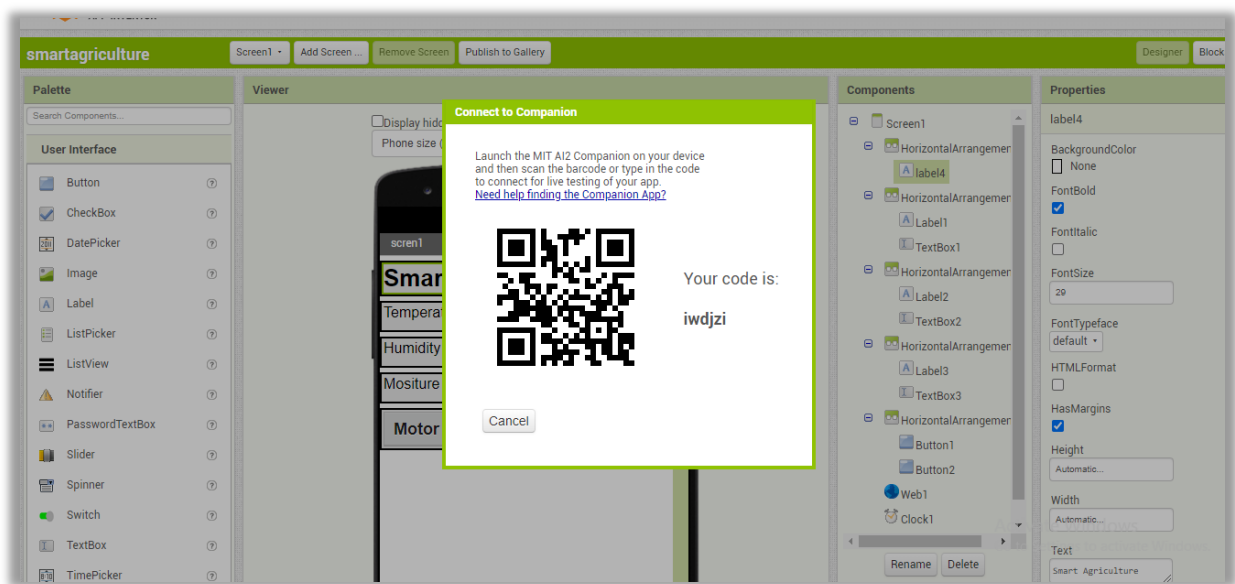 smartagriculture
Screen1
Add Screen ...
Remove Screen
Publish to Gallery
Designer
Block
Palette
Search Components...
User Interface
Button
CheckBox
DatePicker
Image
Label
ListPicker
ListView
Notifier
PasswordTextBox
Slider
Spinner
Switch
TextBox
TimePicker
Viewer
Display hidd
Phone size (
scren1
Smar
Tempera
Humidity
Mositure
Motor
Connect to Companion
Launch the MIT AI2 Companion on your device
and then scan the barcode or type in the code
to connect for live testing of your app.
Need help finding the Companion App?
Your code is:
iwdjzi
Cancel
Components
Screen1
HorizontalArrangemen
label4
HorizontalArrangemen
Label1
TextBox1
HorizontalArrangemen
Label2
TextBox2
HorizontalArrangemen
Label3
TextBox3
HorizontalArrangemen
Button1
Button2
Web1
Clock1
Rename
Delete
Properties
label4
BackgroundColor
None
FontBold
FontItalic
FontSize
29
FontTypeface
default
HTMLFormat
HasMargins
Height
Automatic...
Width
Automatic...
Text
Smart Agriculture